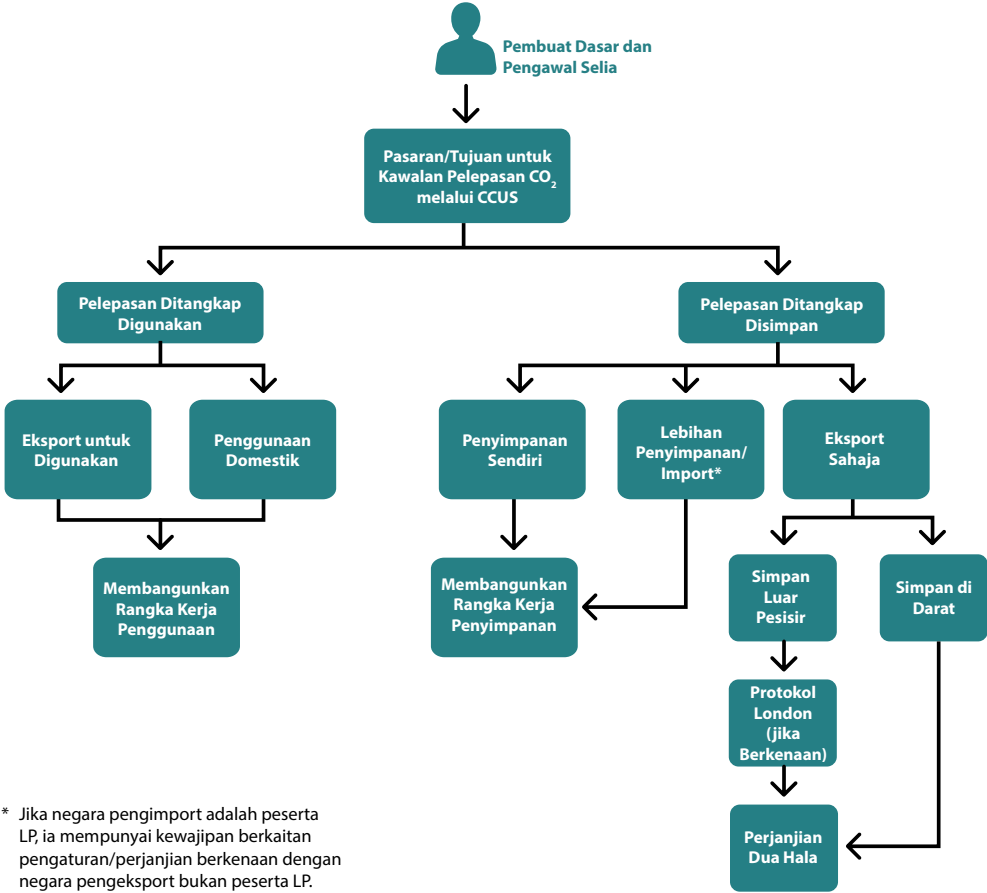 Pembuat Dasar dan
Pengawal Selia
Pasaran/Tujuan untuk
Kawalan Pelepasan CO₂
melalui CCUS
Pelepasan Ditangkap
Digunakan
Pelepasan Ditangkap
Disimpan
Eksport untuk
Digunakan
Penggunaan
Domestik
Penyimpanan
Sendiri
Lebihan
Penyimpanan/
Import*
Eksport
Sahaja
Membangunkan
Rangka Kerja
Penggunaan
Membangunkan
Rangka Kerja
Penyimpanan
Simpan
Luar
Pesisir
Simpan di
Darat
Protokol
London
(jika
Berkenaan)
Perjanjian
Dua Hala
* Jika negara pengimport adalah peserta
LP, ia mempunyai kewajipan berkaitan
pengaturan/perjanjian berkenaan dengan
negara pengeksport bukan peserta LP.